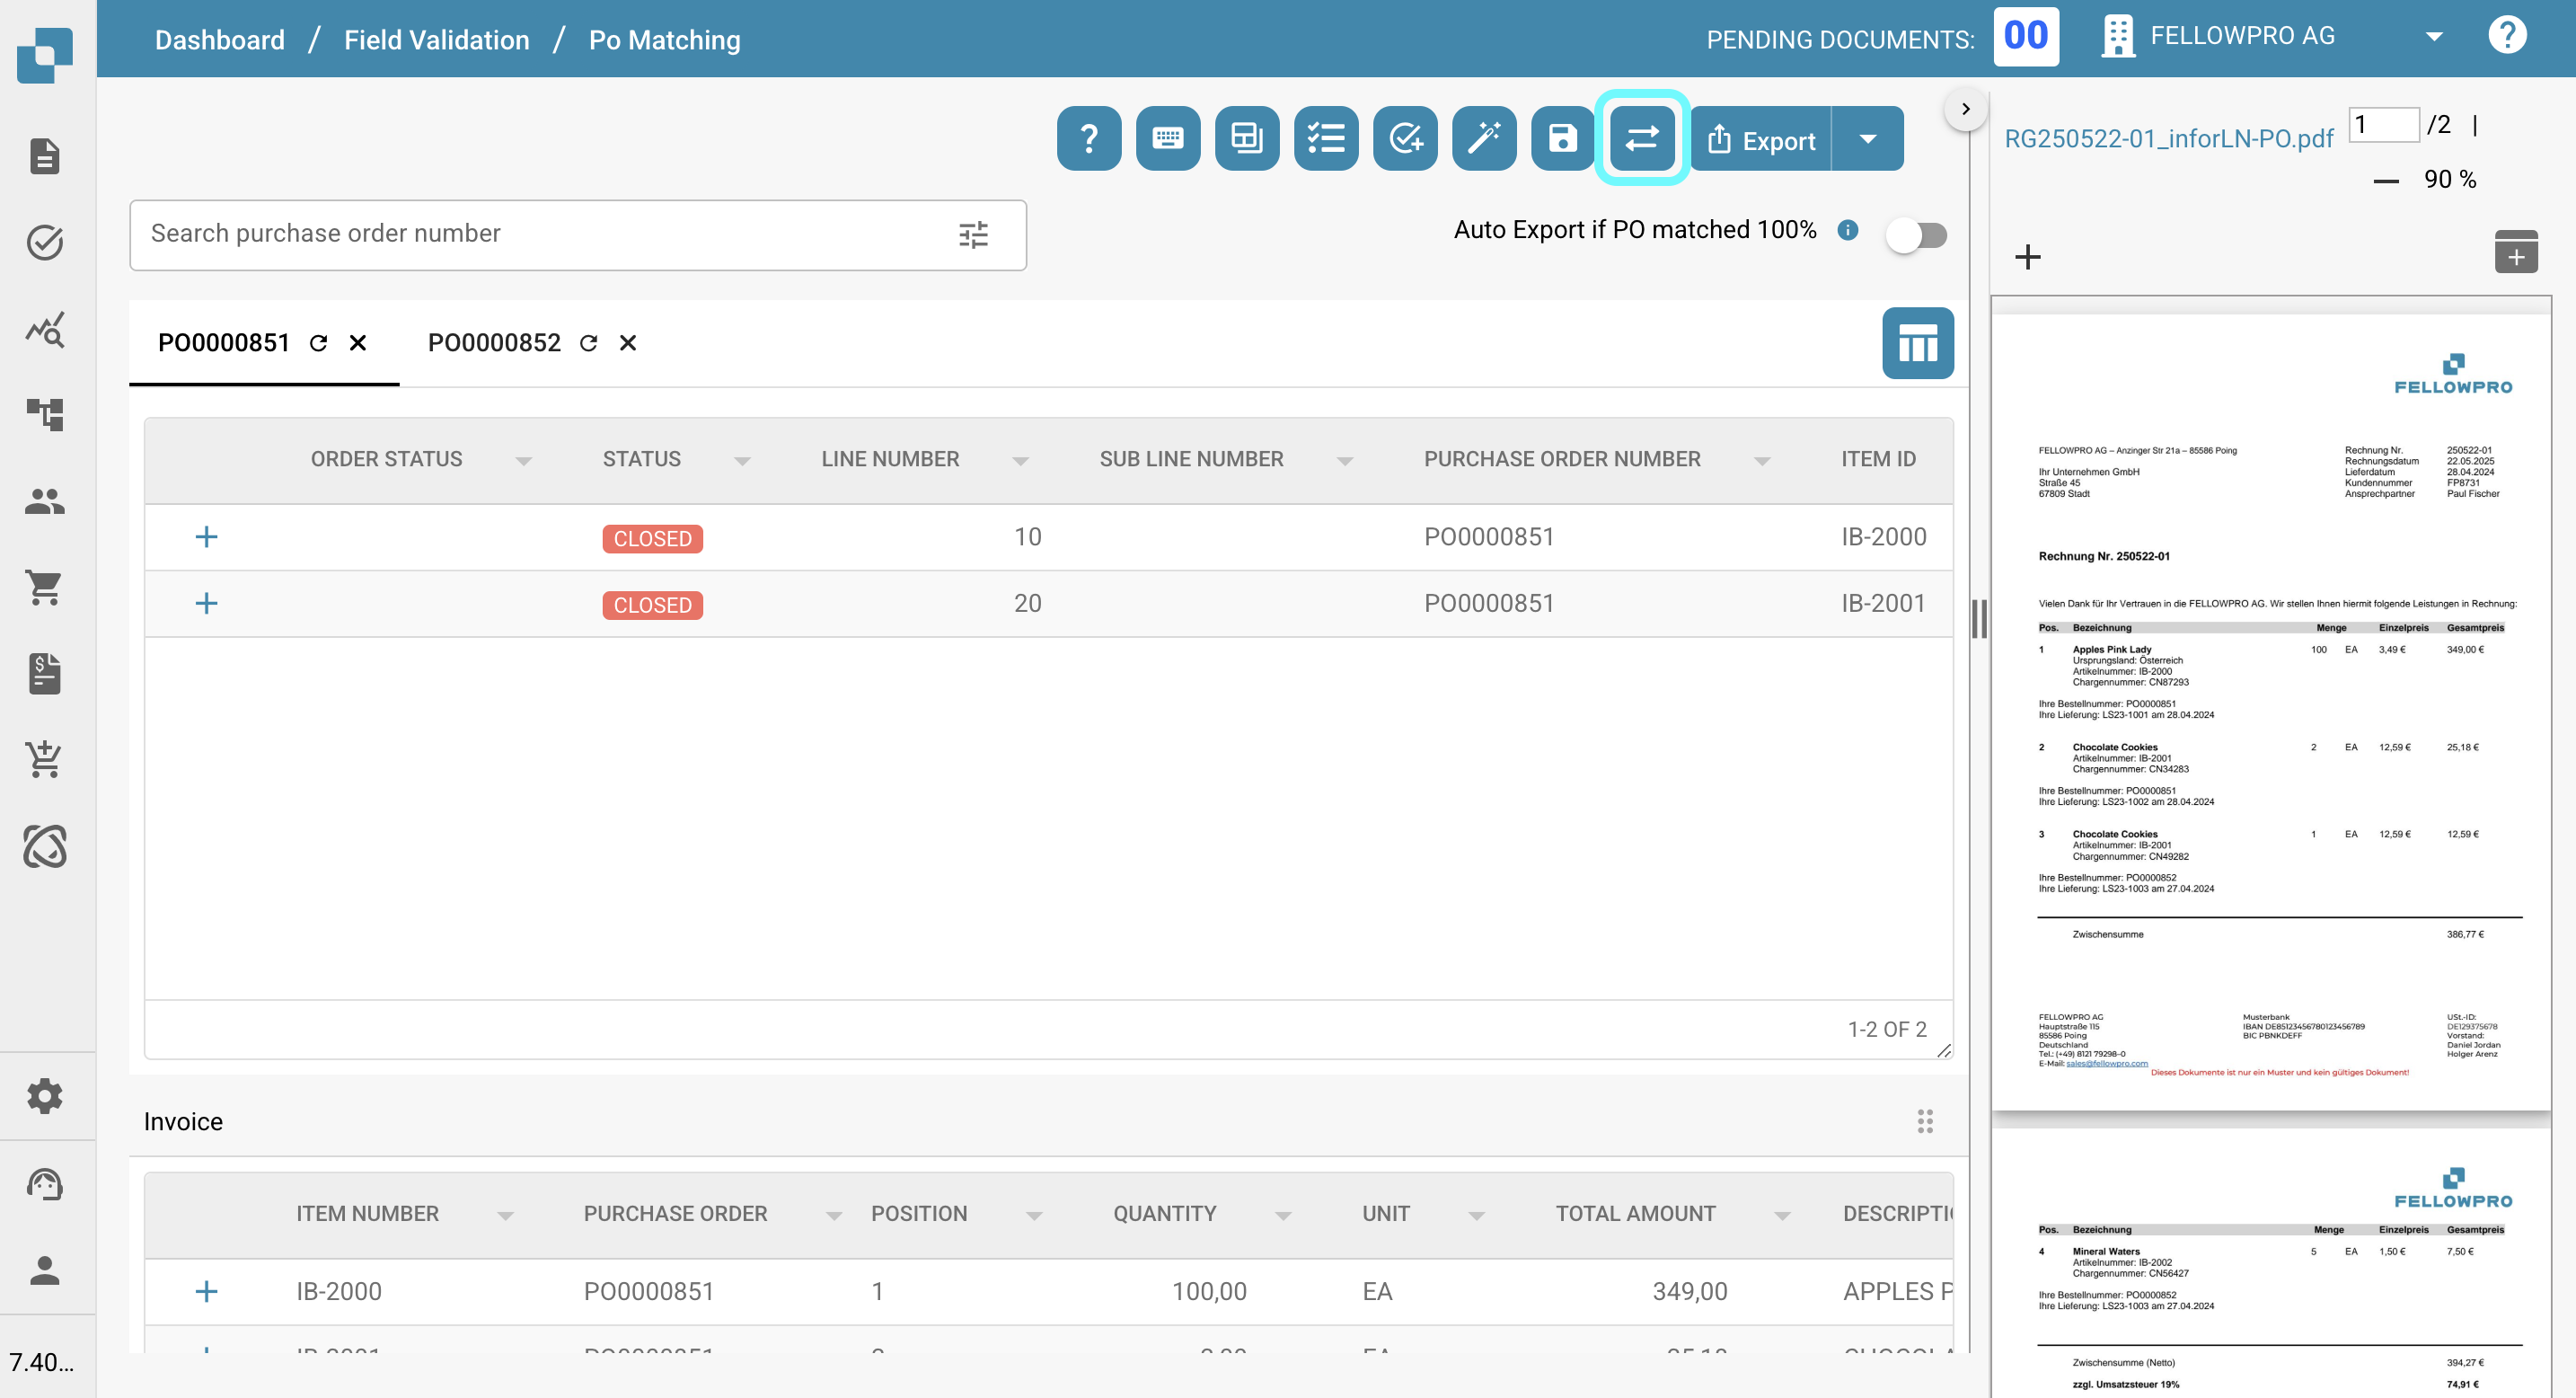 Dashboard / Field Validation / Po Matching
PENDING DOCUMENTS: 00 FELLOWPRO AG
Export
Search purchase order number
Auto Export if PO matched 100%
PO0000851 PO0000852
ORDER STATUS STATUS LINE NUMBER SUB LINE NUMBER PURCHASE ORDER NUMBER ITEM ID
CLOSED 10 PO0000851 IB-2000
CLOSED 20 PO0000851 IB-2001
1-2 OF 2
Invoice
ITEM NUMBER PURCHASE ORDER POSITION QUANTITY UNIT TOTAL AMOUNT
IB-2000 PO0000851 1 100,00 EA 349,00 APPLES P
7.40...
RG250522-01_inforLN-PO.pdf 1 /2 |
90 %
FELLOWPRO
FELLOWPRO AG – Anzinger Str 21a – 85586 Poing
Ihr Unternehmen GmbH
Straße 45
67809 Stadt
Rechnung Nr. 250522-01
Rechnungsdatum 22.05.2025
Lieferdatum 28.04.2024
Kundennummer FP8731
Ansprechpartner Paul Fischer
Rechnung Nr. 250522-01
Vielen Dank für Ihr Vertrauen in die FELLOWPRO AG. Wir stellen Ihnen hiermit folgende Leistungen in Rechnung:
Pos. Bezeichnung Menge Einzelpreis Gesamtpreis
1 Apples Pink Lady 100 EA 3,49 € 349,00 €
Ursprungsland: Österreich
Artikelnummer: IB-2000
Chargennummer: CN87293
Ihre Bestellnummer: PO0000851
Ihre Lieferung: LS23-1001 am 28.04.2024
2 Chocolate Cookies 2 EA 12,59 € 25,18 €
Artikelnummer: IB-2001
Chargennummer: CN34283
Ihre Bestellnummer: PO0000851
Ihre Lieferung: LS23-1002 am 28.04.2024
3 Chocolate Cookies 1 EA 12,59 € 12,59 €
Artikelnummer: IB-2001
Chargennummer: CN49282
Ihre Bestellnummer: PO0000852
Ihre Lieferung: LS23-1003 am 27.04.2024
Zwischensumme 386,77 €
FELLOWPRO AG
Hauptstraße 115
85586 Poing
Deutschland
Tel.: (+49) 8121 79298-0
E-Mail: sales@fellowpro.com
Musterbank
IBAN DE85123456780123456789
BIC PBNKDEFF
USt.-ID:
DE129375678
Vorstand:
Daniel Jordan
Holger Arenz
Dieses Dokumente ist nur ein Muster und kein gültiges Dokument!
FELLOWPRO
Pos. Bezeichnung Menge Einzelpreis Gesamtpreis
4 Mineral Waters 5 EA 1,50 € 7,50 €
Artikelnummer: IB-2002
Chargennummer: CN56427
Ihre Bestellnummer: PO0000852
Ihre Lieferung: LS23-1003 am 27.04.2024
Zwischensumme (Netto) 394,27 €
zzgl. Umsatzsteuer 19% 74,91 €